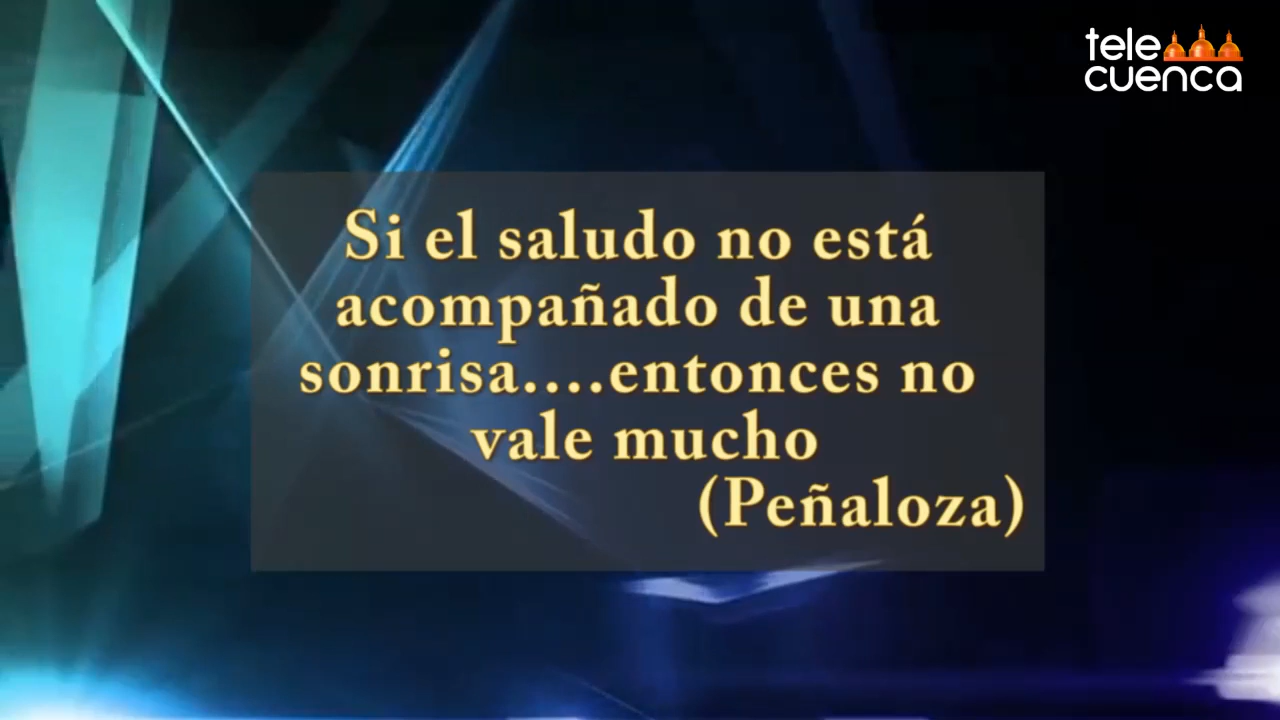 tele
cuenca
Si el saludo no está
acompañado de una
sonrisa....entonces no
vale mucho
(Peñaloza)